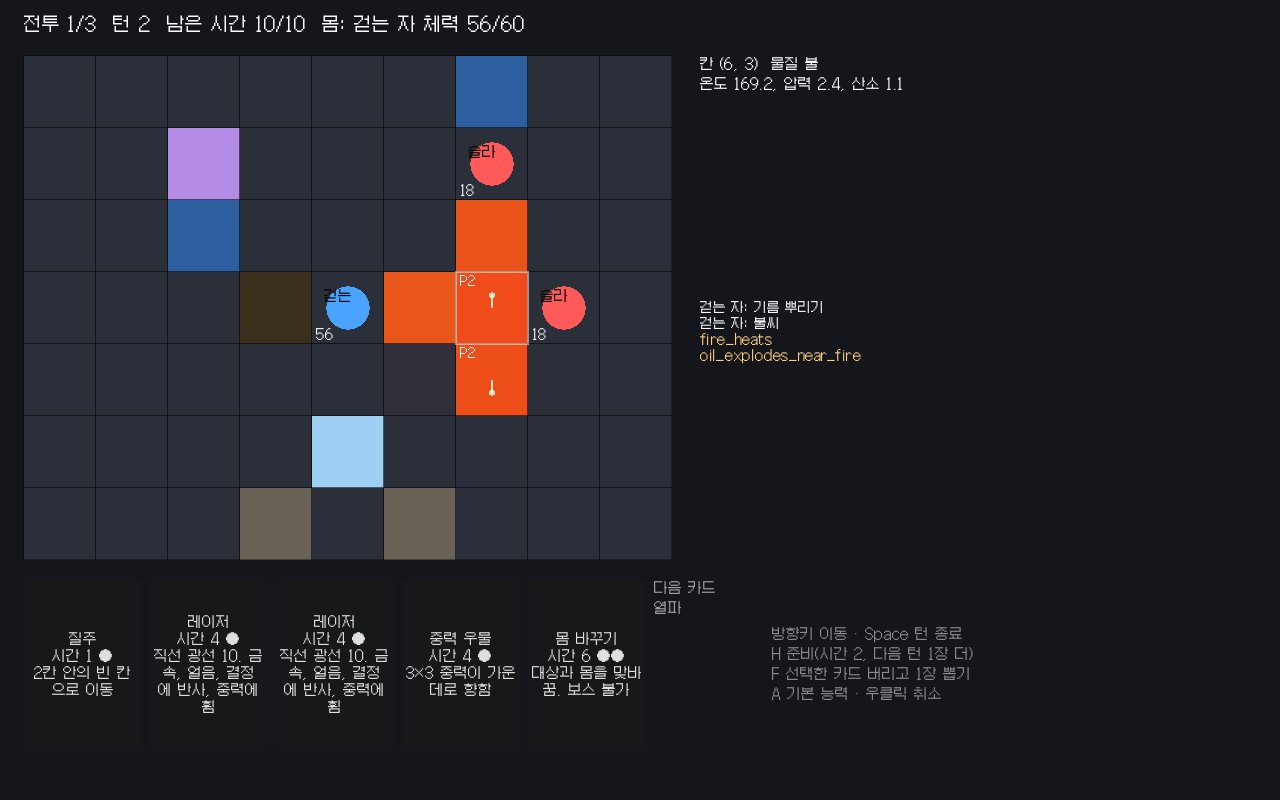 전투 1/3 턴 2 남은 시간 10/10 몸: 걷는 자 체력 56/60
칸 (6, 3) 물질 불
온도 169.2, 압력 2.4, 산소 1.1
술라
18
P2
걷는
56
술라
18
P2
걷는 자: 기름 뿌리기
걷는 자: 불씨
fire_heats
oil_explodes_near_fire
질주
시간 1
2칸 안의 빈 칸
으로 이동
레이저
시간 4
직선 광선 10. 금
속, 얼음, 결정
에 반사, 중력에
휨
레이저
시간 4
직선 광선 10. 금
속, 얼음, 결정
에 반사, 중력에
휨
중력 우물
시간 4
3×3 중력이 가운
데로 향함
몸 바꾸기
시간 6
대상과 몸을 맞바
꿈. 보스 불가
다음 카드
열파
방향키 이동 · Space 턴 종료
H 준비(시간 2, 다음 턴 1장 더)
F 선택한 카드 버리고 1장 뽑기
A 기본 능력 · 우클릭 취소